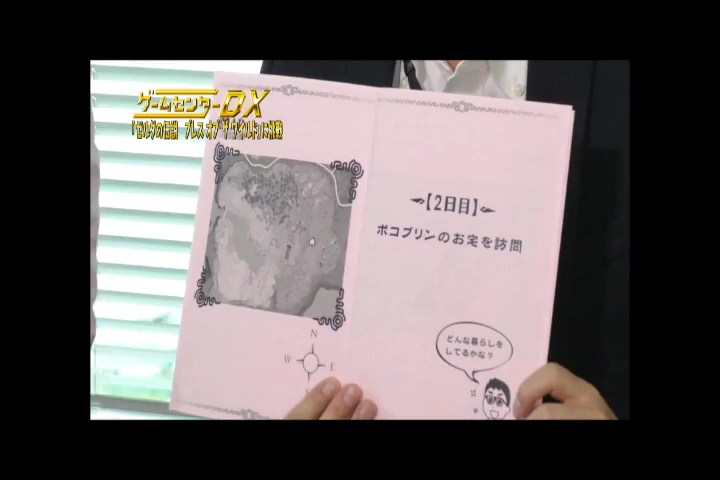 ゲームセンターDX
「ゼルダの伝説 ブレス オブ ザ ワイルド」に挑戦
【2日目】
ボコブリンのお宅を訪問
どんな暮らしを
してるかな?
N
W
E